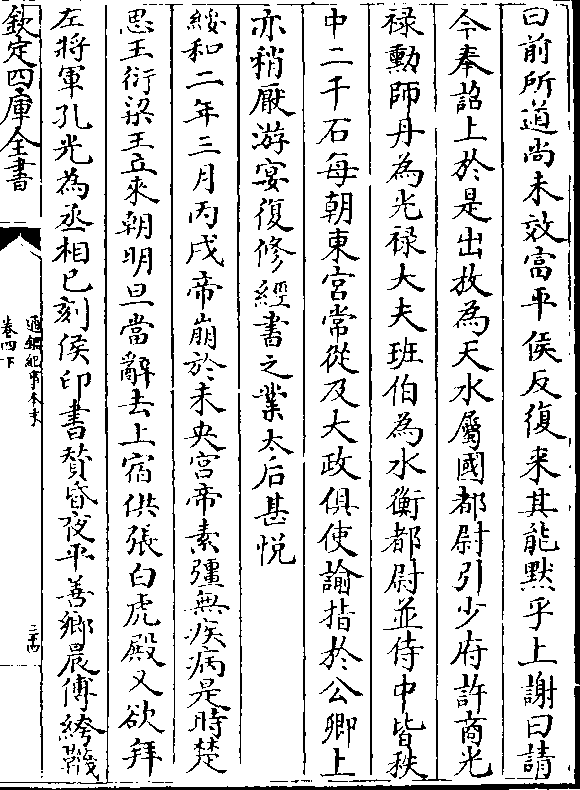 曰前所道尚未效富平侯反復来其能黙乎上謝曰請
今奉詔上於是出放為天水屬國都尉引少府許商光
禄勳師丹為光禄大夫班伯為水衡都尉並侍中皆秩
中二千石每朝東宮常從及大政俱使諭指於公卿上
亦稍厭游宴復修經書之業太后甚悦
綏和二年三月丙戌帝崩於未央宮帝素彊無疾病是時楚
思王衍梁王立來朝明旦當辭去上宿供張白虎殿又欲拜
左將軍孔光為丞相已刻侯印書賛昏夜平善鄉晨傅絝韈
欽定四庫全書
通鑑紀事本末
卷四下
二十四